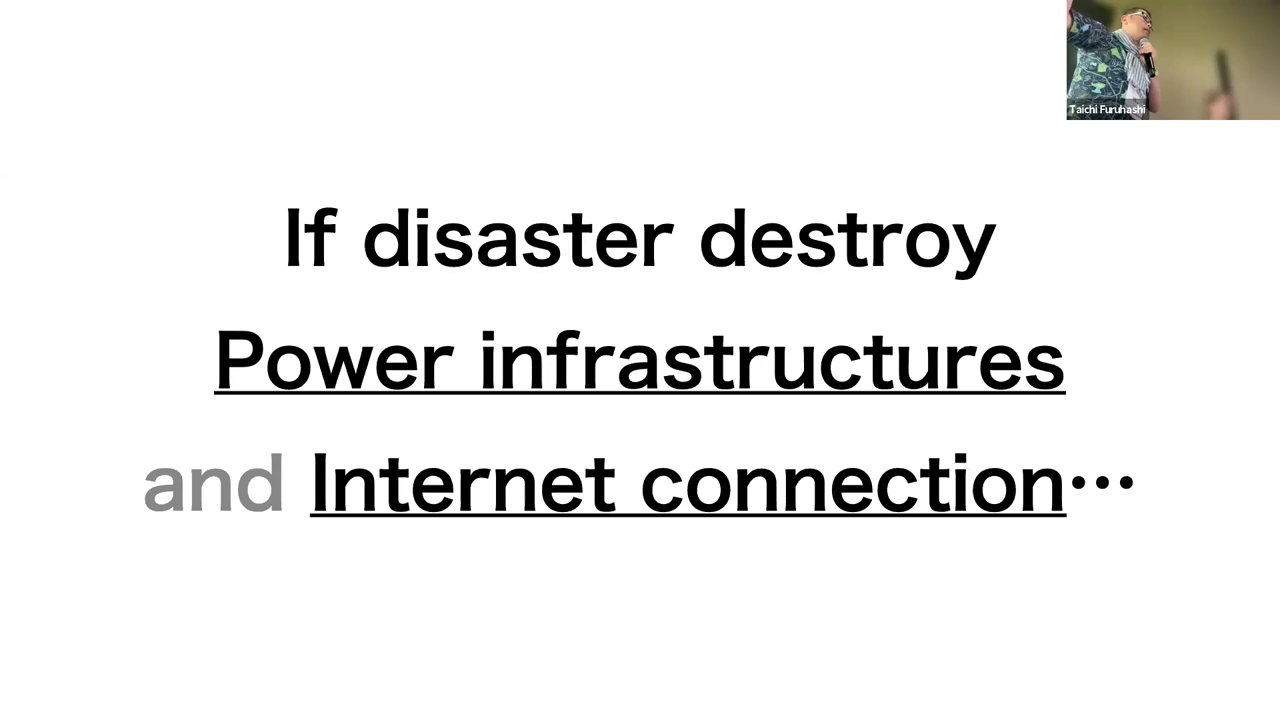 Taichi Furuhashi
If disaster destroy
Power infrastructures
and Internet connection…